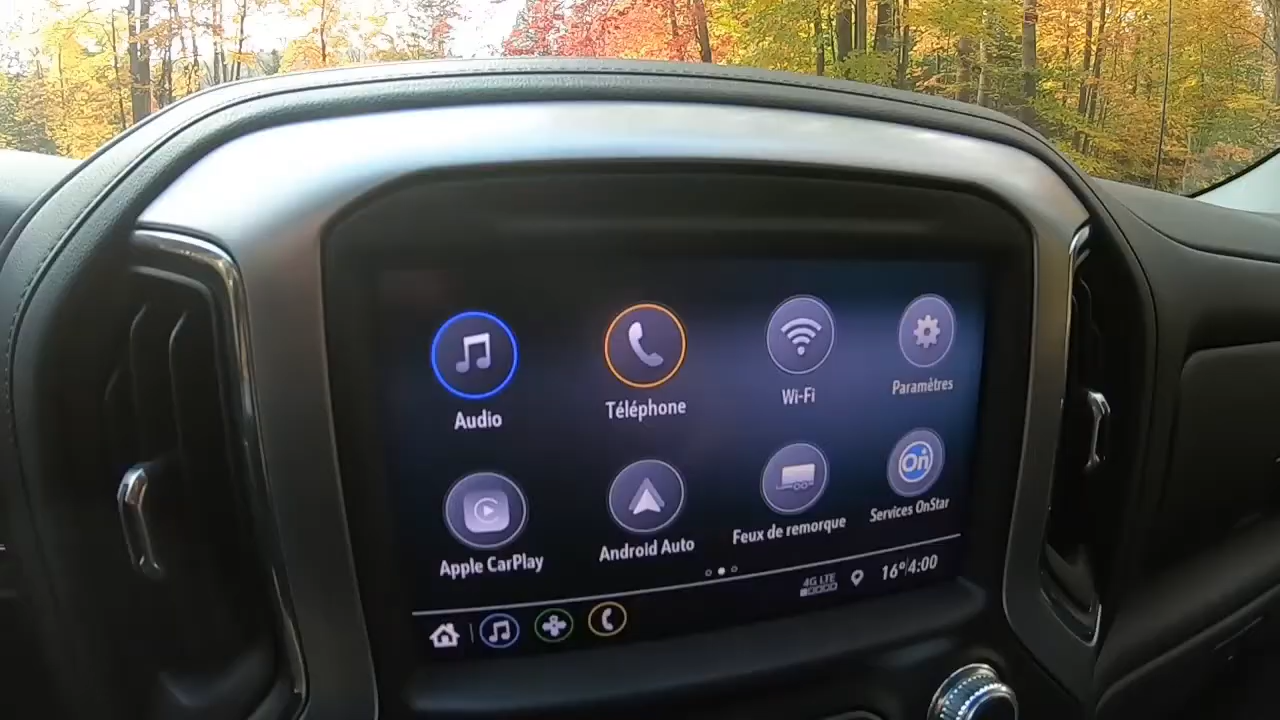 Audio
Téléphone
Wi-Fi
Paramètres
On
Apple CarPlay
Android Auto
Feux de remorque
Services OnStar
4G LTE
16° 4:00